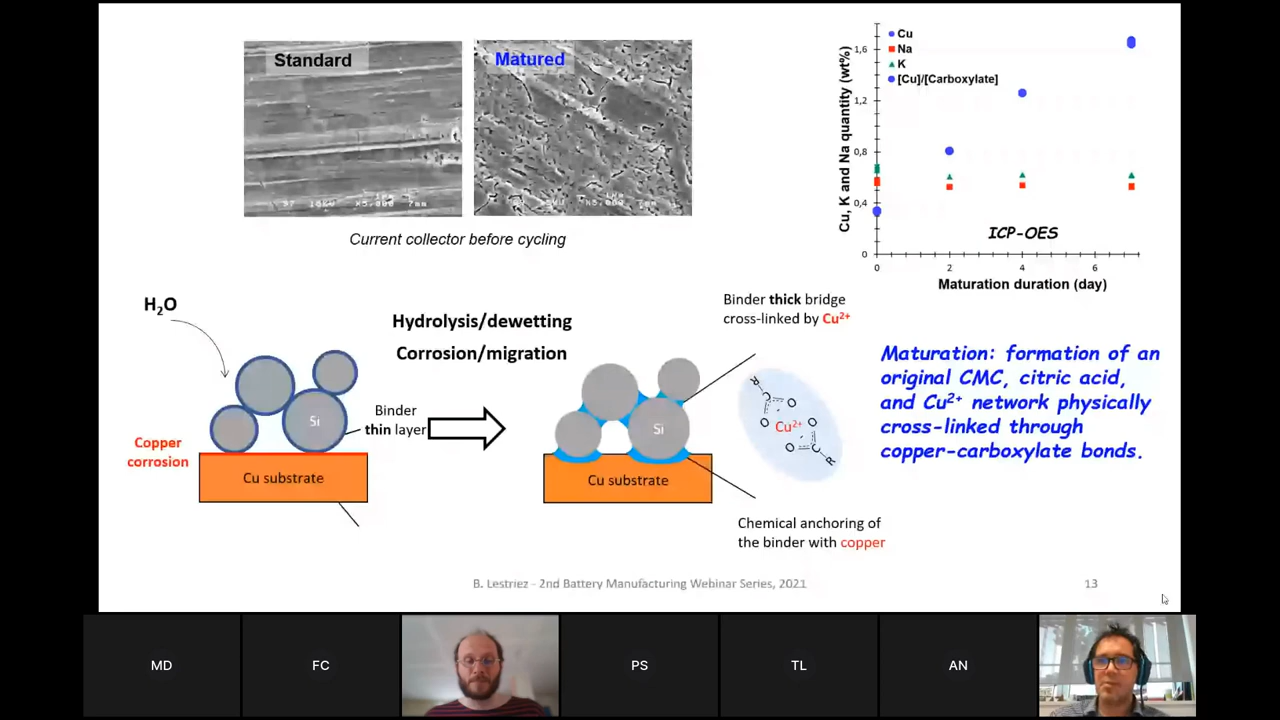 Standard
Matured
Current collector before cycling
Cu
Na
K
[Cu]/[Carboxylate]
Cu, K and Na quantity (wt%)
1,6
1,2
0,8
0,4
0
0 2 4 6
ICP-OES
Maturation duration (day)
H₂O
Hydrolysis/dewetting
Corrosion/migration
Copper
corrosion
Si
Binder
thin layer
Cu substrate
Binder thick bridge
cross-linked by Cu²⁺
Si
Cu substrate
R
C
O
O
Cu²⁺
O
O
C
R
Chemical anchoring of
the binder with copper
Maturation: formation of an
original CMC, citric acid,
and Cu²⁺ network physically
cross-linked through
copper-carboxylate bonds.
B. Lestriez - 2nd Battery Manufacturing Webinar Series, 2021
13
MD
FC
PS
TL
AN